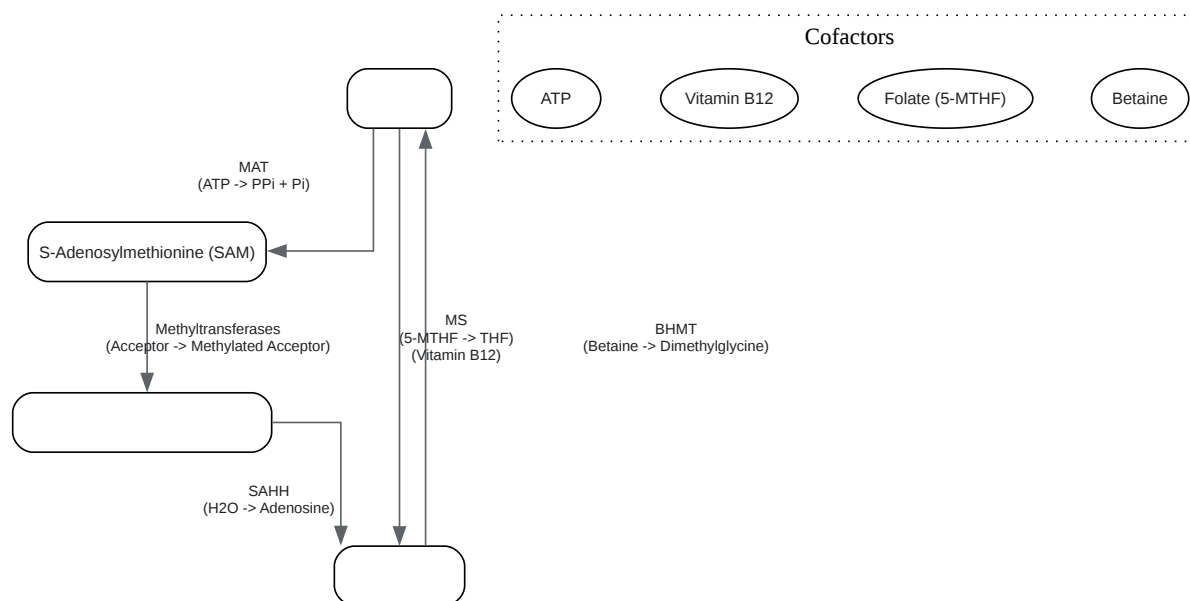 Cofactors
ATP
Vitamin B12
Folate (5-MTHF)
Betaine
MAT
(ATP -> PPi + Pi)
S-Adenosylmethionine (SAM)
Methyltransferases
(Acceptor -> Methylated Acceptor)
MS
(5-MTHF -> THF)
(Vitamin B12)
BHMT
(Betaine -> Dimethylglycine)
SAHH
(H2O -> Adenosine)